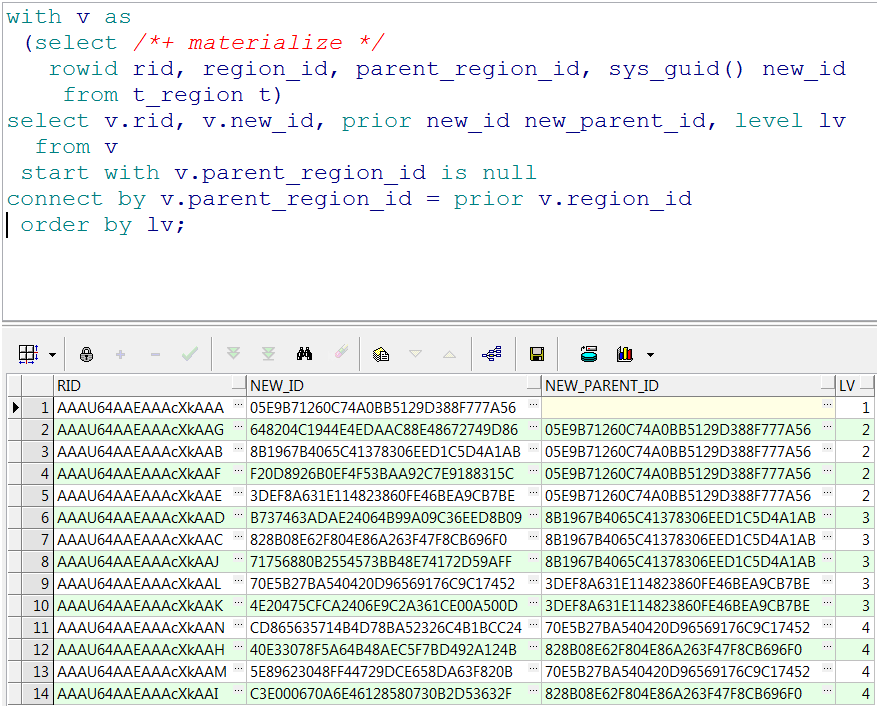 with v as
(select /*+ materialize */
rowid rid, region_id, parent_region_id, sys_guid() new_id
from t_region t)
select v.rid, v.new_id, prior new_id new_parent_id, level lv
from v
start with v.parent_region_id is null
connect by v.parent_region_id = prior v.region_id
order by lv;
RID NEW_ID NEW_PARENT_ID LV
1 AAAU64AAEAAAcXkAAA ... 05E9B71260C74A0BB5129D388F777A56 ... ... 1
2 AAAU64AAEAAAcXkAAG ... 648204C1944E4EDAAC88E48672749D86 ... 05E9B71260C74A0BB5129D388F777A56 ... 2
3 AAAU64AAEAAAcXkAAB ... 8B1967B4065C41378306EED1C5D4A1AB ... 05E9B71260C74A0BB5129D388F777A56 ... 2
4 AAAU64AAEAAAcXkAAF ... F20D8926B0EF4F53BAA92C7E9188315C ... 05E9B71260C74A0BB5129D388F777A56 ... 2
5 AAAU64AAEAAAcXkAAE ... 3DEF8A631E114823860FE46BEA9CB7BE ... 05E9B71260C74A0BB5129D388F777A56 ... 2
6 AAAU64AAEAAAcXkAAD ... B737463ADAE24064B99A09C36EED8B09 ... 8B1967B4065C41378306EED1C5D4A1AB ... 3
7 AAAU64AAEAAAcXkAAC ... 828B08E62F804E86A263F47F8CB696F0 ... 8B1967B4065C41378306EED1C5D4A1AB ... 3
8 AAAU64AAEAAAcXkAAJ ... 71756880B2554573BB48E74172D59AFF ... 8B1967B4065C41378306EED1C5D4A1AB ... 3
9 AAAU64AAEAAAcXkAAL ... 70E5B27BA540420D96569176C9C17452 ... 3DEF8A631E114823860FE46BEA9CB7BE ... 3
10 AAAU64AAEAAAcXkAAK ... 4E20475CFCA2406E9C2A361CE00A500D ... 3DEF8A631E114823860FE46BEA9CB7BE ... 3
11 AAAU64AAEAAAcXkAAN ... CD865635714B4D78BA52326C4B1BCC24 ... 70E5B27BA540420D96569176C9C17452 ... 4
12 AAAU64AAEAAAcXkAAH ... 40E33078F5A64B48AEC5F7BD492A124B ... 828B08E62F804E86A263F47F8CB696F0 ... 4
13 AAAU64AAEAAAcXkAAM ... 5E89623048FF44729DCE658DA63F820B ... 70E5B27BA540420D96569176C9C17452 ... 4
14 AAAU64AAEAAAcXkAAI ... C3E000670A6E46128580730B2D53632F ... 828B08E62F804E86A263F47F8CB696F0 ... 4